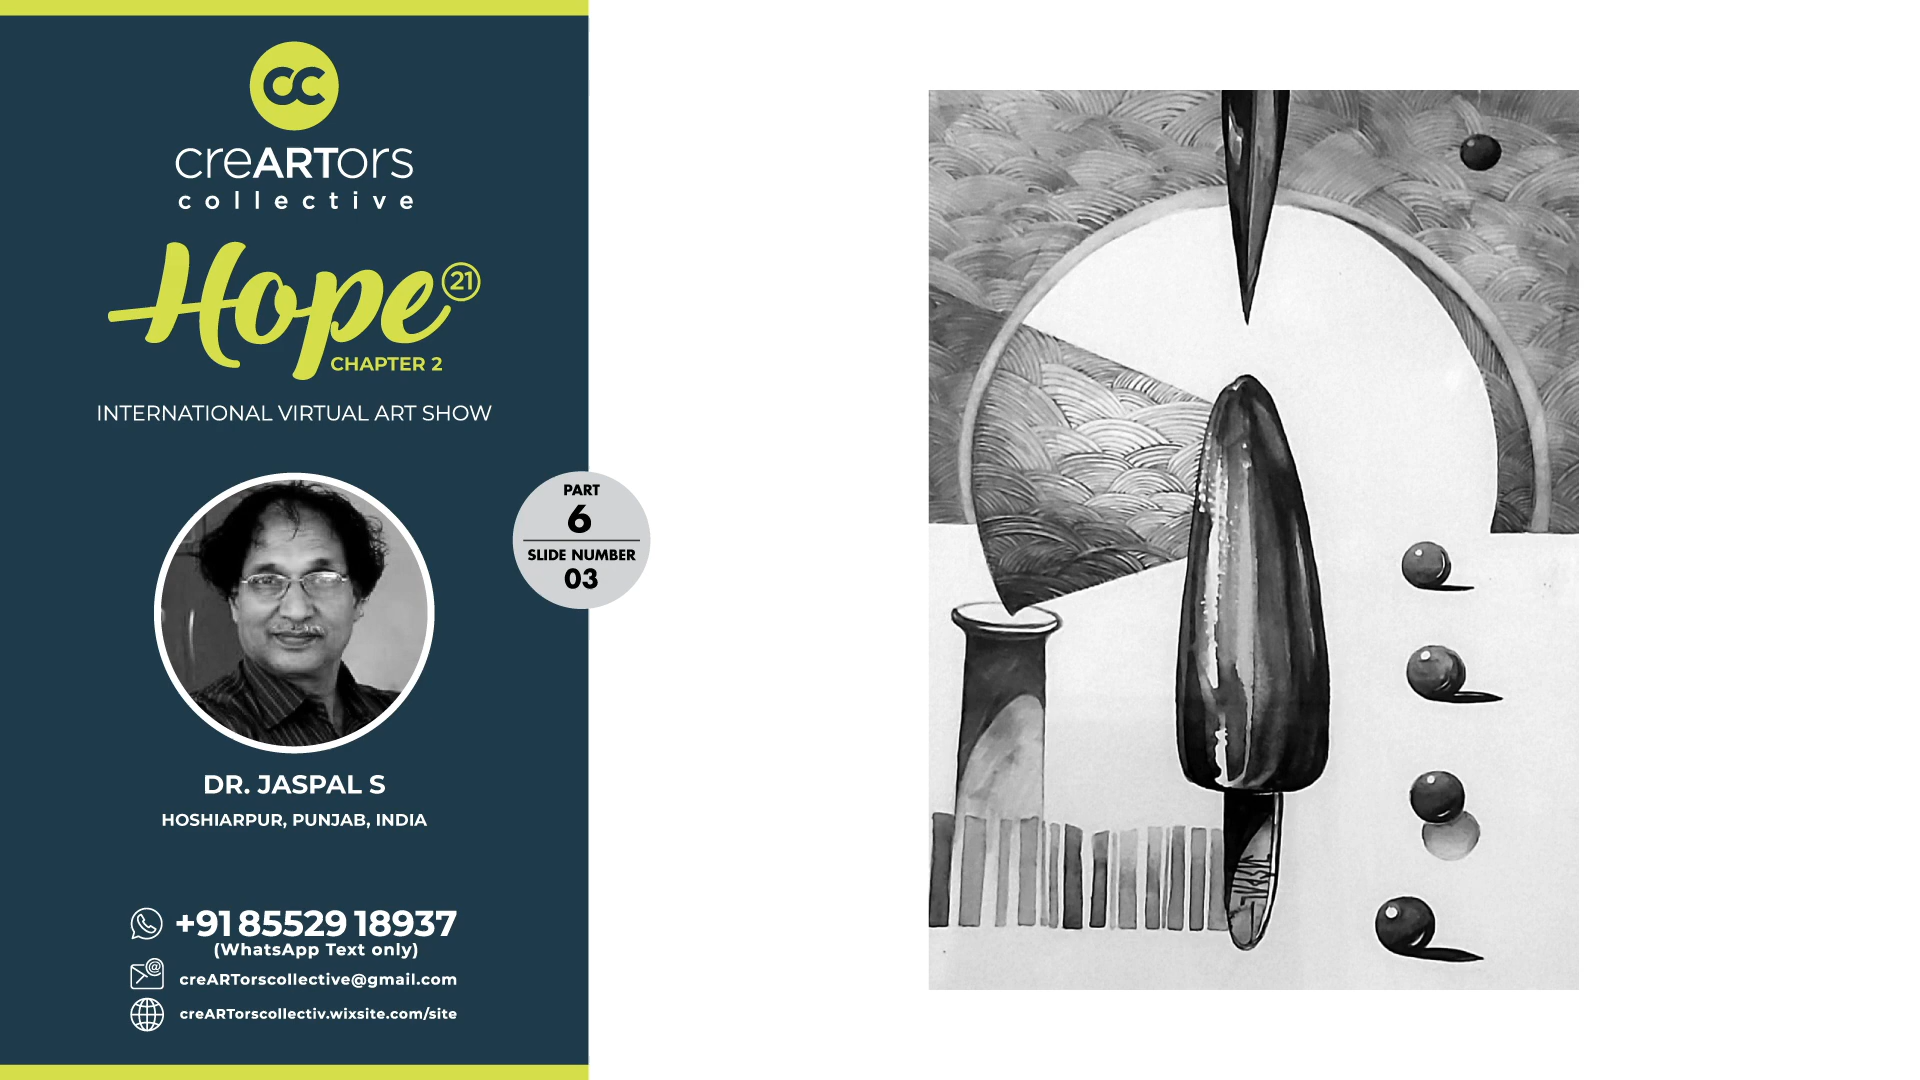 CC
creARTors
collective
Hope 21
CHAPTER 2
INTERNATIONAL VIRTUAL ART SHOW
PART
6
SLIDE NUMBER
03
DR. JASPAL S
HOSHIARPUR, PUNJAB, INDIA
+91 85529 18937
(WhatsApp Text only)
creARTorscollective@gmail.com
creARTorscollectiv.wixsite.com/site